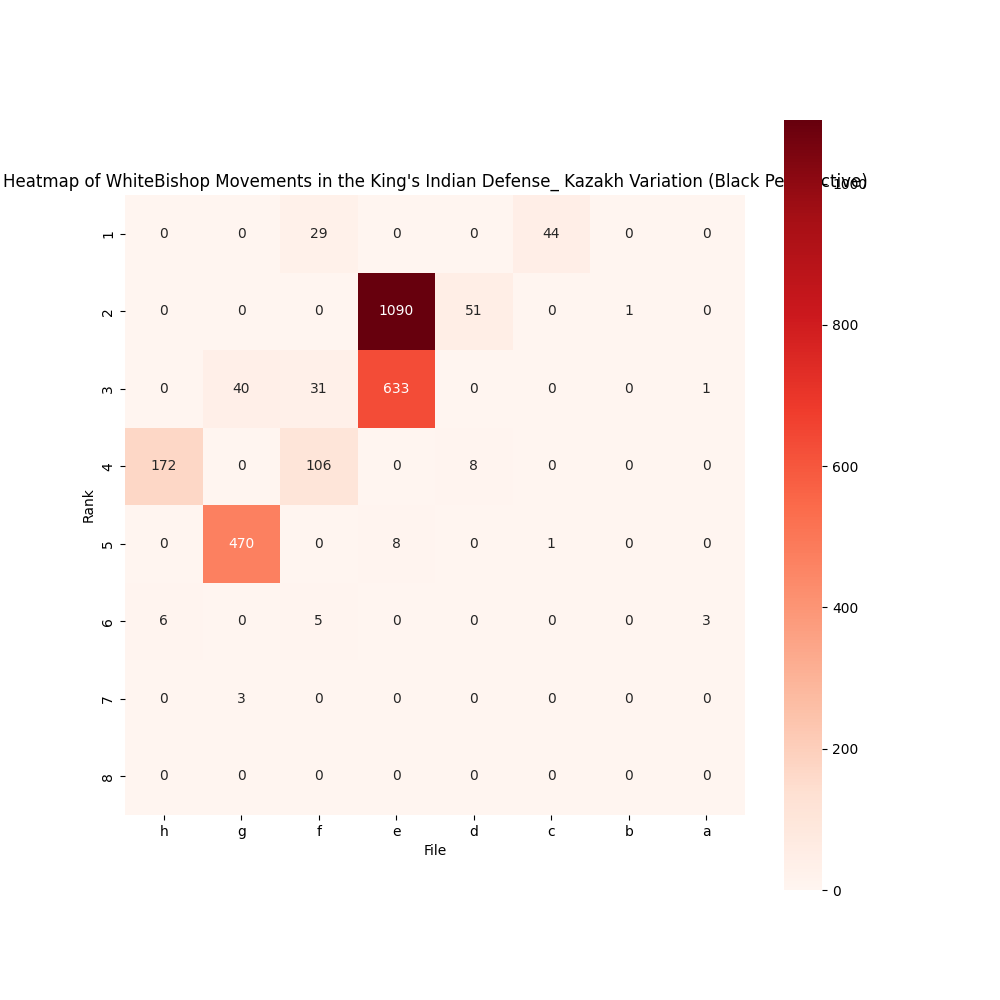 Heatmap of WhiteBishop Movements in the King's Indian Defense_ Kazakh Variation (Black Perspective)
1000
1 0 0 29 0 0 44 0 0
2 0 0 0 1090 51 0 1 0
800
3 0 40 31 633 0 0 0 1
4 172 0 106 0 8 0 0 0
600
Rank
5 0 470 0 8 0 1 0 0
400
6 6 0 5 0 0 0 0 3
7 0 3 0 0 0 0 0 0
200
8 0 0 0 0 0 0 0 0
h g f e d c b a
File
0